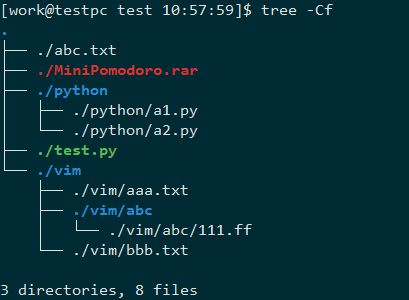 [work@testpc test 10:57:59]$ tree -Cf
.
├── ./abc.txt
├── ./MiniPomodoro.rar
├── ./python
│   ├── ./python/a1.py
│   └── ./python/a2.py
├── ./test.py
└── ./vim
    ├── ./vim/aaa.txt
    ├── ./vim/abc
    │   └── ./vim/abc/111.ff
    └── ./vim/bbb.txt

3 directories, 8 files